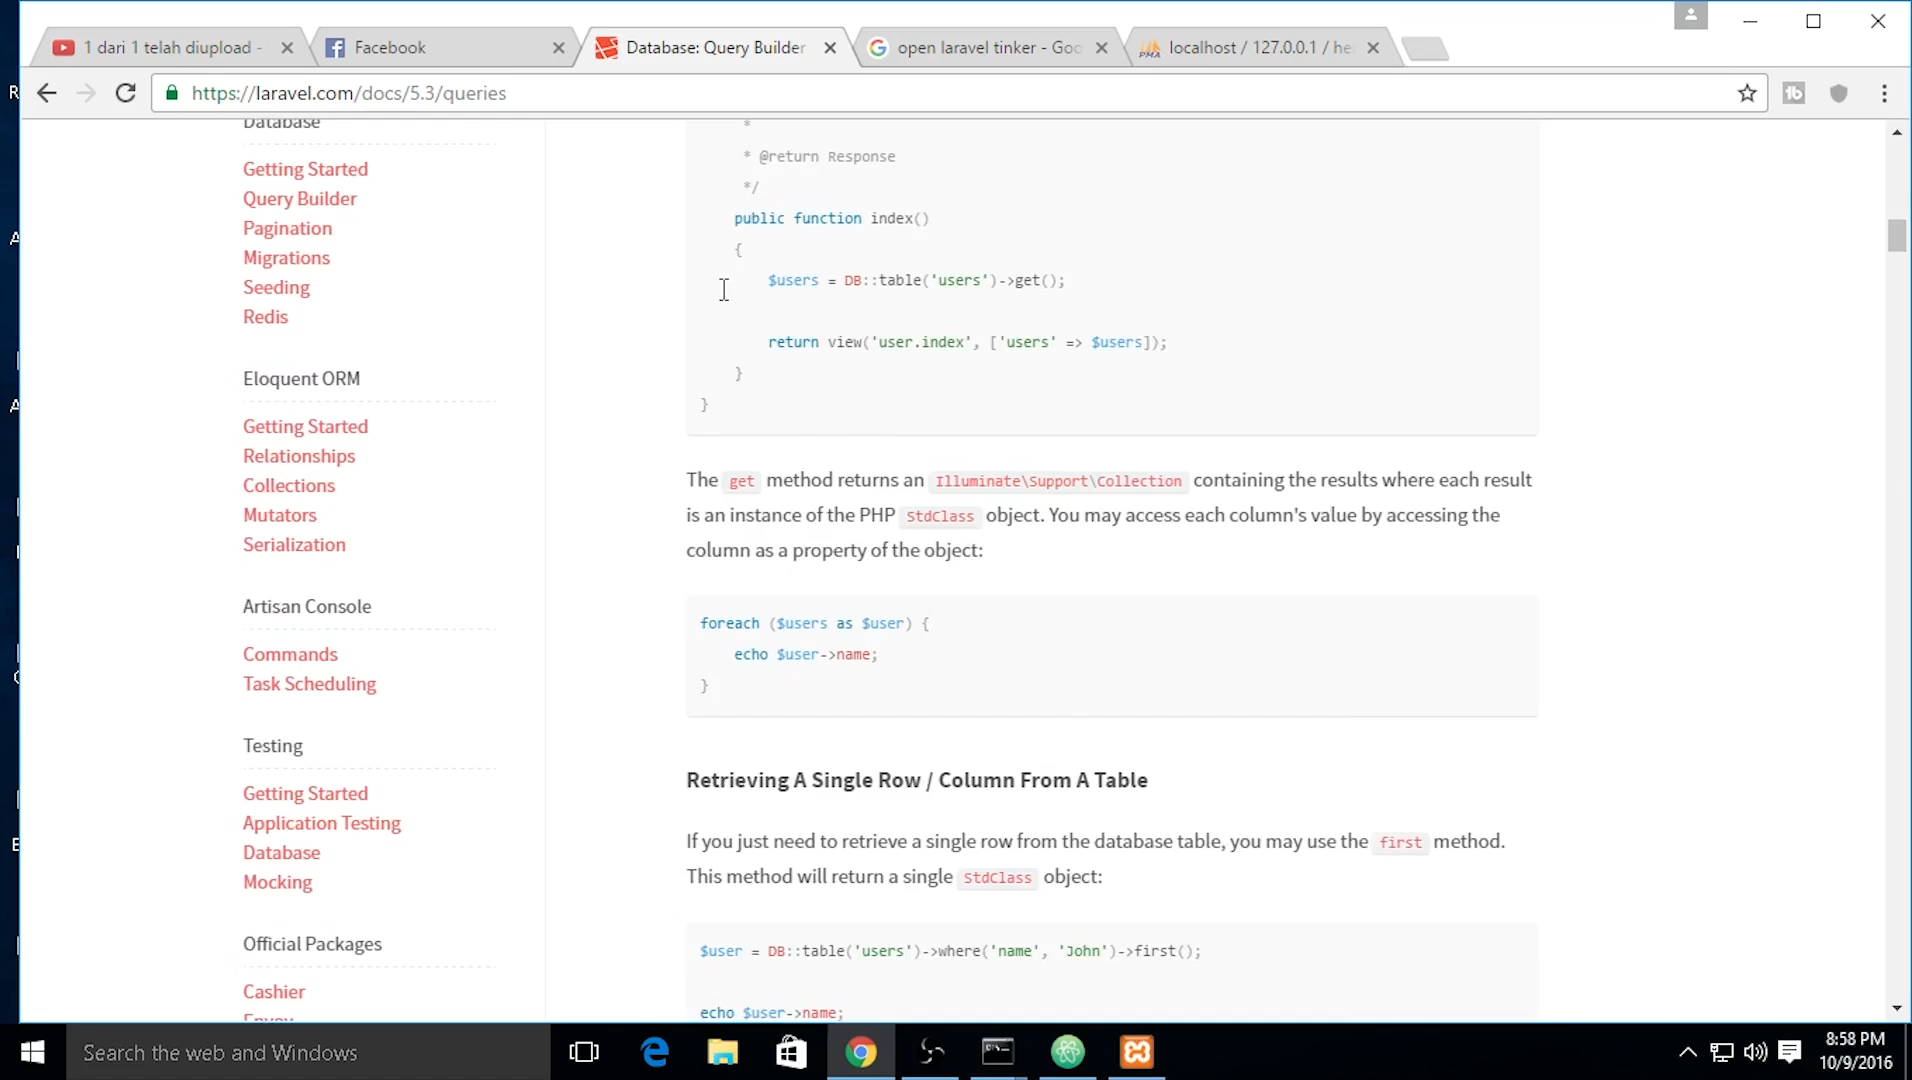 1 dari 1 telah diupload -
Facebook
Database: Query Builder
open laravel tinker - Goo
localhost / 127.0.0.1 / he
https://laravel.com/docs/5.3/queries
Database
Getting Started
Query Builder
Pagination
Migrations
Seeding
Redis
Eloquent ORM
Getting Started
Relationships
Collections
Mutators
Serialization
Artisan Console
Commands
Task Scheduling
Testing
Getting Started
Application Testing
Database
Mocking
Official Packages
Cashier
Envoy
*
* @return Response
*/
public function index()
{
$users = DB::table('users')->get();
return view('user.index', ['users' => $users]);
}
}
The get method returns an Illuminate\Support\Collection containing the results where each result
is an instance of the PHP StdClass object. You may access each column's value by accessing the
column as a property of the object:
foreach ($users as $user) {
echo $user->name;
}
Retrieving A Single Row / Column From A Table
If you just need to retrieve a single row from the database table, you may use the first method.
This method will return a single StdClass object:
$user = DB::table('users')->where('name', 'John')->first();
echo $user->name;
Search the web and Windows
8:58 PM
10/9/2016